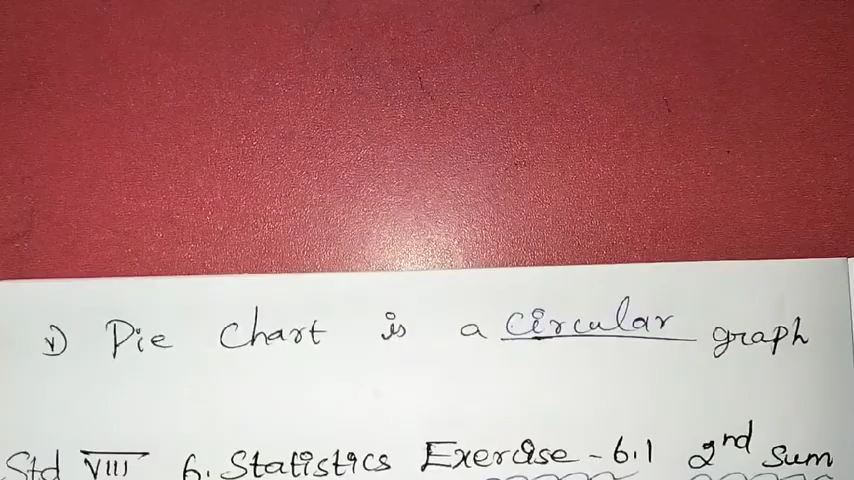 v) Pie Chart is a circular graph
Std VIII 6. Statistics Exercise - 6.1 2nd Sum